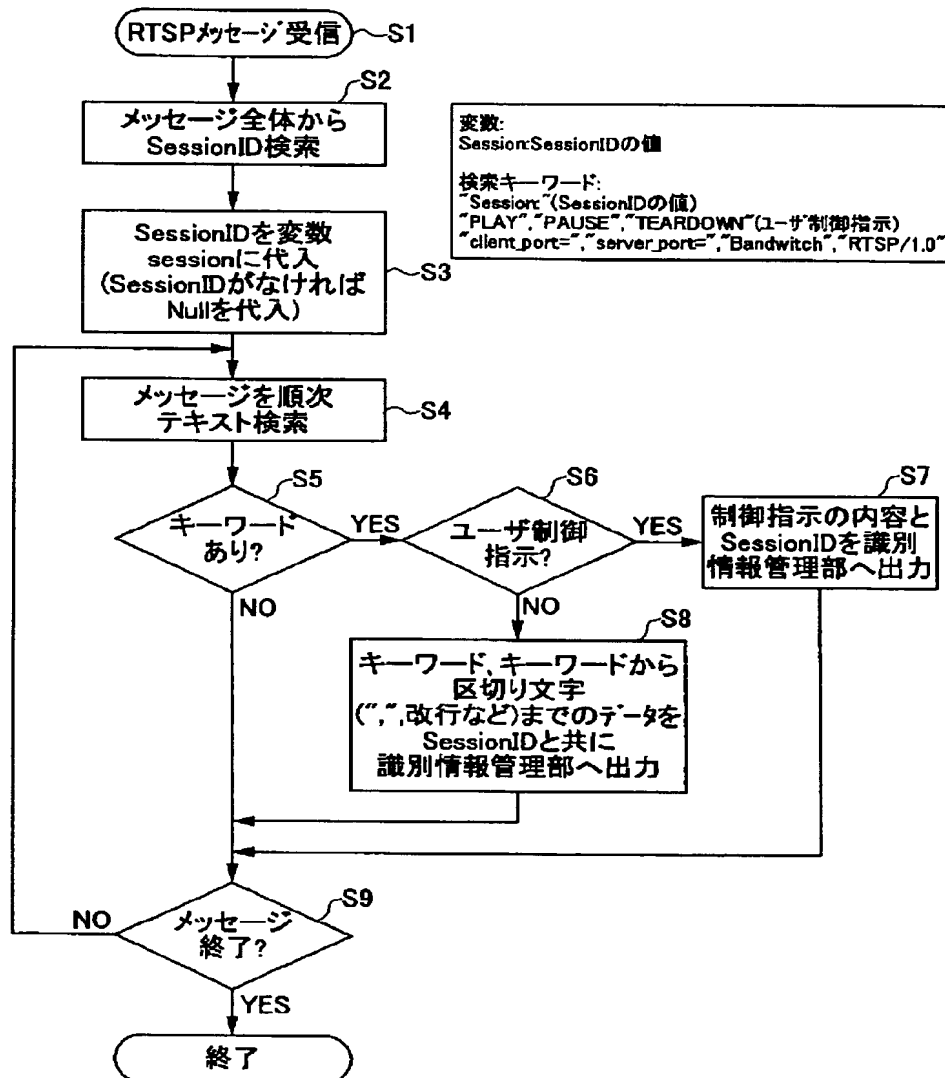 RTSPメッセージ受信
S1
S2
メッセージ全体から
SessionID検索
変数:
Session:SessionIDの値
検索キーワード:
"Session:"(SessionIDの値)
"PLAY","PAUSE","TEARDOWN"(ユーザ制御指示)
"client_port=","server_port=","Bandwitch","RTSP/1.0"
SessionIDを変数
sessionに代入
(SessionIDがなければ
Nullを代入)
S3
メッセージを順次
テキスト検索
S4
S5
キーワード
あり?
YES
NO
S6
ユーザ制御
指示?
YES
NO
S7
制御指示の内容と
SessionIDを識別
情報管理部へ出力
S8
キーワード、キーワードから
区切り文字
(",",改行など)までのデータを
SessionIDと共に
識別情報管理部へ出力
S9
メッセージ
終了?
NO
YES
終了